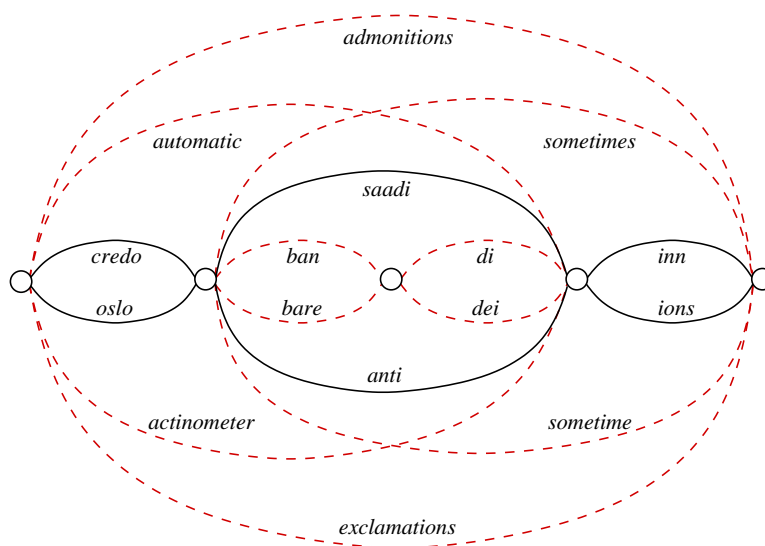 admonitions
automatic sometimes
saadi
credo ban di inn
oslo bare dei ions
anti
actinometer sometime
exclamations